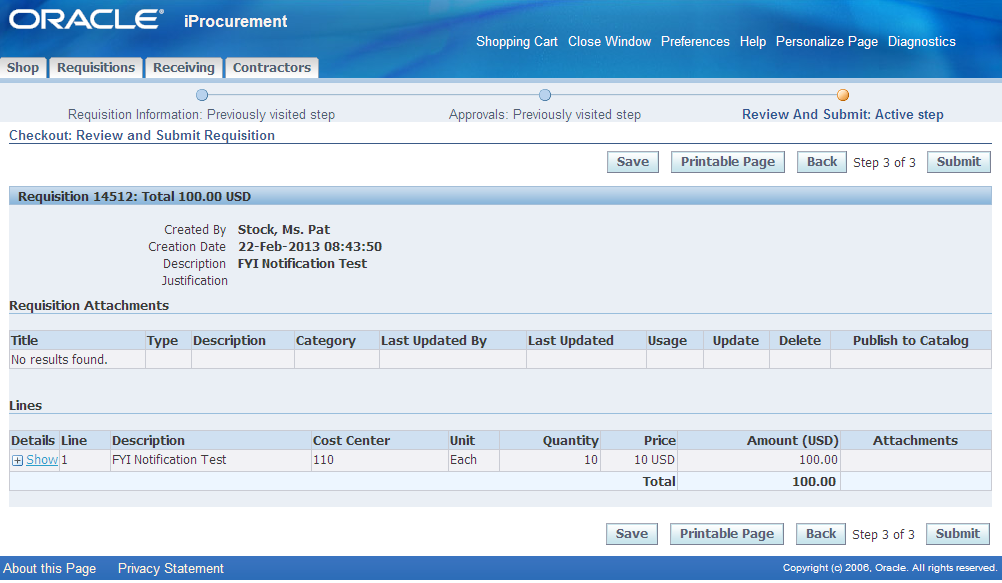 ORACLE® iProcurement
Shopping Cart Close Window Preferences Help Personalize Page Diagnostics
Shop Requisitions Receiving Contractors
Requisition Information: Previously visited step Approvals: Previously visited step Review And Submit: Active step
Checkout: Review and Submit Requisition
Save Printable Page Back Step 3 of 3 Submit
Requisition 14512: Total 100.00 USD
Created By Stock, Ms. Pat
Creation Date 22-Feb-2013 08:43:50
Description FYI Notification Test
Justification
Requisition Attachments
Title Type Description Category Last Updated By Last Updated Usage Update Delete Publish to Catalog
No results found.
Lines
Details Line Description Cost Center Unit Quantity Price Amount (USD) Attachments
Show 1 FYI Notification Test 110 Each 10 10 USD 100.00
Total 100.00
Save Printable Page Back Step 3 of 3 Submit
About this Page Privacy Statement Copyright (c) 2006, Oracle. All rights reserved.